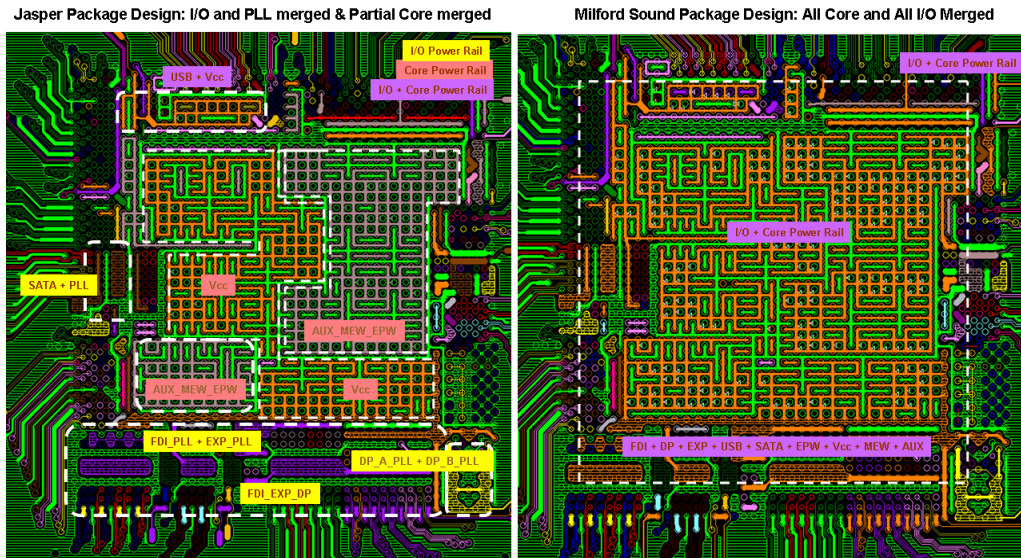 Jasper Package Design: I/O and PLL merged & Partial Core merged
Milford Sound Package Design: All Core and All I/O Merged
I/O Power Rail
Core Power Rail
I/O + Core Power Rail
USB + Vcc
SATA + PLL
Vcc
AUX_MEW_EPW
AUX_MEW_EPW
Vcc
FDI_PLL + EXP_PLL
DP_A_PLL + DP_B_PLL
FDI_EXP_DP
I/O + Core Power Rail
I/O + Core Power Rail
FDI + DP + EXP + USB + SATA + EPW + Vcc + MEW + AUX